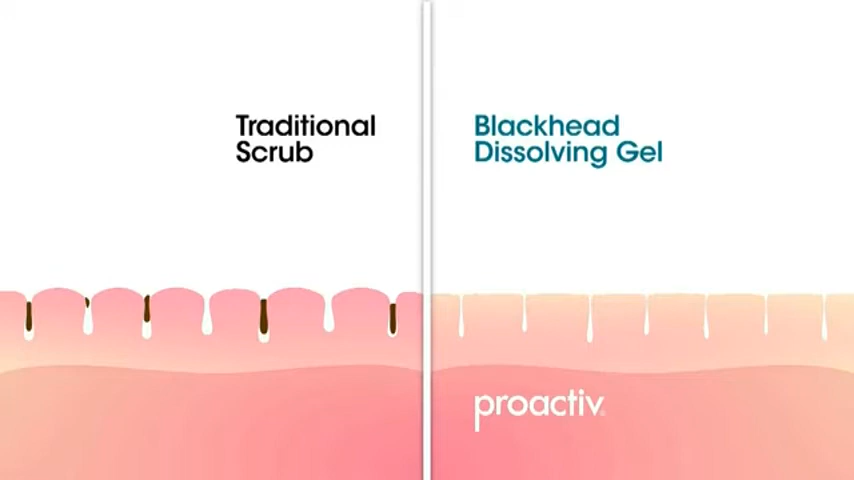 Traditional
Scrub
Blackhead
Dissolving Gel
proactiv